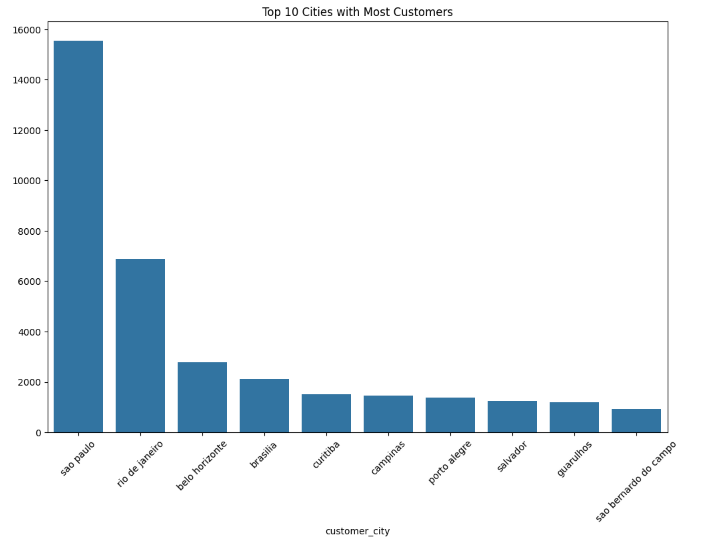 Top 10 Cities with Most Customers
16000
14000
12000
10000
8000
6000
4000
2000
0
sao paulo
rio de janeiro
belo horizonte
brasilia
curitiba
campinas
porto alegre
salvador
guarulhos
sao bernardo do campo
customer_city